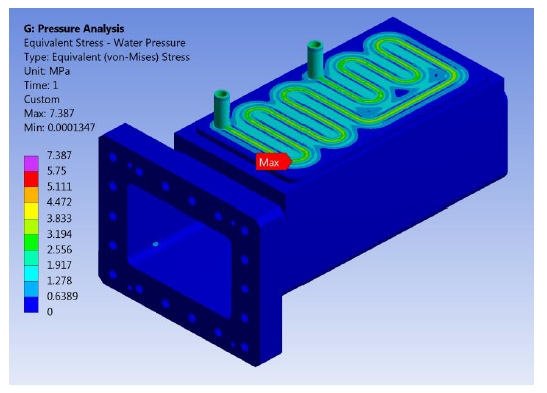 G: Pressure Analysis
Equivalent Stress - Water Pressure
Type: Equivalent (von-Mises) Stress
Unit: MPa
Time: 1
Custom
Max: 7.387
Min: 0.0001347
7.387
5.75
5.111
4.472
3.833
3.194
2.556
1.917
1.278
0.6389
0
Max